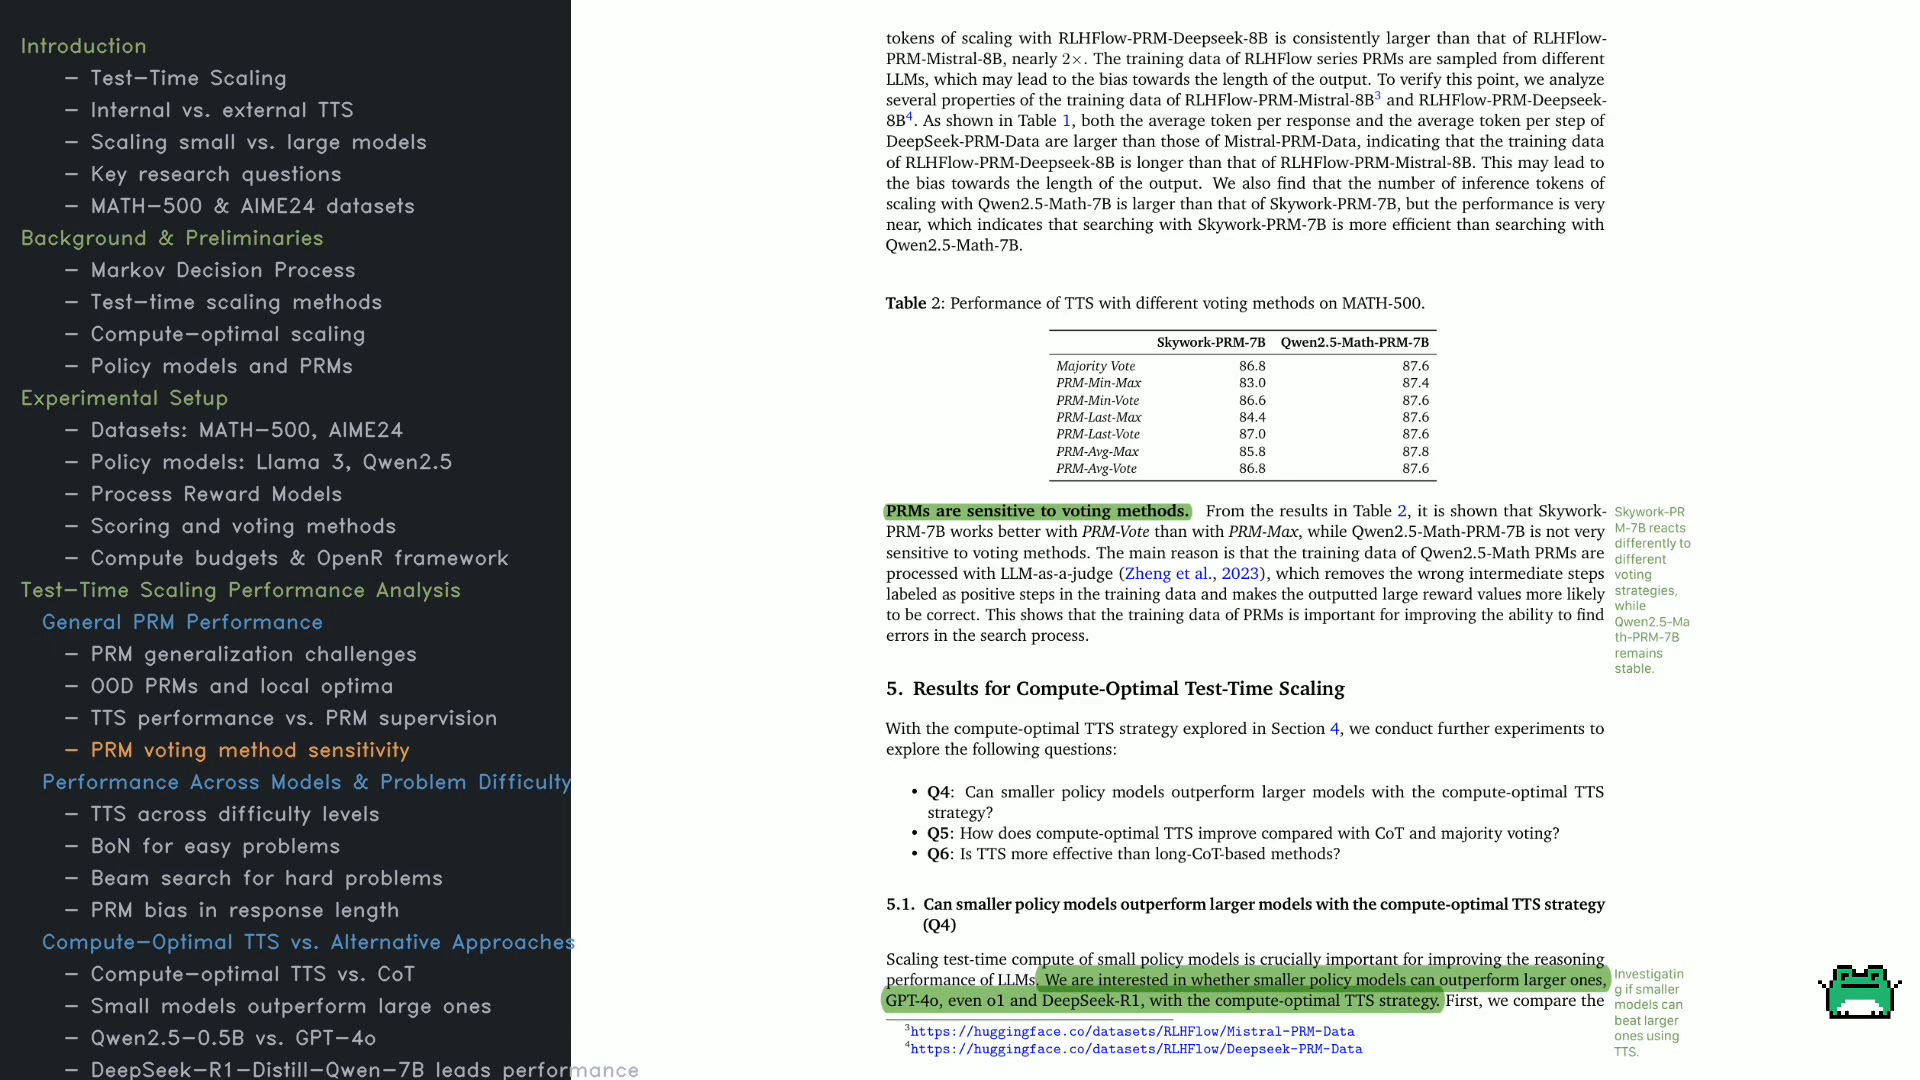 Introduction
– Test-Time Scaling
– Internal vs. external TTS
– Scaling small vs. large models
– Key research questions
– MATH-500 & AIME24 datasets
Background & Preliminaries
– Markov Decision Process
– Test-time scaling methods
– Compute-optimal scaling
– Policy models and PRMs
Experimental Setup
– Datasets: MATH-500, AIME24
– Policy models: Llama 3, Qwen2.5
– Process Reward Models
– Scoring and voting methods
– Compute budgets & OpenR framework
Test-Time Scaling Performance Analysis
General PRM Performance
– PRM generalization challenges
– OOD PRMs and local optima
– TTS performance vs. PRM supervision
– PRM voting method sensitivity
Performance Across Models & Problem Difficulty
– TTS across difficulty levels
– BoN for easy problems
– Beam search for hard problems
– PRM bias in response length
Compute-Optimal TTS vs. Alternative Approaches
– Compute-optimal TTS vs. CoT
– Small models outperform large ones
– Qwen2.5-0.5B vs. GPT-4o
– DeepSeek-R1-Distill-Qwen-7B leads performance
tokens of scaling with RLHFlow-PRM-Deepseek-8B is consistently larger than that of RLHFlow-
PRM-Mistral-8B, nearly 2×. The training data of RLHFlow series PRMs are sampled from different
LLMs, which may lead to the bias towards the length of the output. To verify this point, we analyze
several properties of the training data of RLHFlow-PRM-Mistral-8B³ and RLHFlow-PRM-Deepseek-
8B⁴. As shown in Table 1, both the average token per response and the average token per step of
DeepSeek-PRM-Data are larger than those of Mistral-PRM-Data, indicating that the training data
of RLHFlow-PRM-Deepseek-8B is longer than that of RLHFlow-PRM-Mistral-8B. This may lead to
the bias towards the length of the output. We also find that the number of inference tokens of
scaling with Qwen2.5-Math-7B is larger than that of Skywork-PRM-7B, but the performance is very
near, which indicates that searching with Skywork-PRM-7B is more efficient than searching with
Qwen2.5-Math-7B.
Table 2: Performance of TTS with different voting methods on MATH-500.
Skywork-PRM-7B Qwen2.5-Math-PRM-7B
Majority Vote 86.8 87.6
PRM-Min-Max 83.0 87.4
PRM-Min-Vote 86.6 87.6
PRM-Last-Max 84.4 87.6
PRM-Last-Vote 87.0 87.6
PRM-Avg-Max 85.8 87.8
PRM-Avg-Vote 86.8 87.6
PRMs are sensitive to voting methods. From the results in Table 2, it is shown that Skywork-
PRM-7B works better with PRM-Vote than with PRM-Max, while Qwen2.5-Math-PRM-7B is not very
sensitive to voting methods. The main reason is that the training data of Qwen2.5-Math PRMs are
processed with LLM-as-a-judge (Zheng et al., 2023), which removes the wrong intermediate steps
labeled as positive steps in the training data and makes the outputted large reward values more likely
to be correct. This shows that the training data of PRMs is important for improving the ability to find
errors in the search process.
Skywork-PR
M-7B reacts
differently to
different
voting
strategies,
while
Qwen2.5-Ma
th-PRM-7B
remains
stable.
5. Results for Compute-Optimal Test-Time Scaling
With the compute-optimal TTS strategy explored in Section 4, we conduct further experiments to
explore the following questions:
• Q4: Can smaller policy models outperform larger models with the compute-optimal TTS
strategy?
• Q5: How does compute-optimal TTS improve compared with CoT and majority voting?
• Q6: Is TTS more effective than long-CoT-based methods?
5.1. Can smaller policy models outperform larger models with the compute-optimal TTS strategy
(Q4)
Scaling test-time compute of small policy models is crucially important for improving the reasoning
performance of LLMs. We are interested in whether smaller policy models can outperform larger ones,
GPT-4o, even o1 and DeepSeek-R1, with the compute-optimal TTS strategy. First, we compare the
Investigatin
g if smaller
models can
beat larger
ones using
TTS.
³https://huggingface.co/datasets/RLHFlow/Mistral-PRM-Data
⁴https://huggingface.co/datasets/RLHFlow/Deepseek-PRM-Data